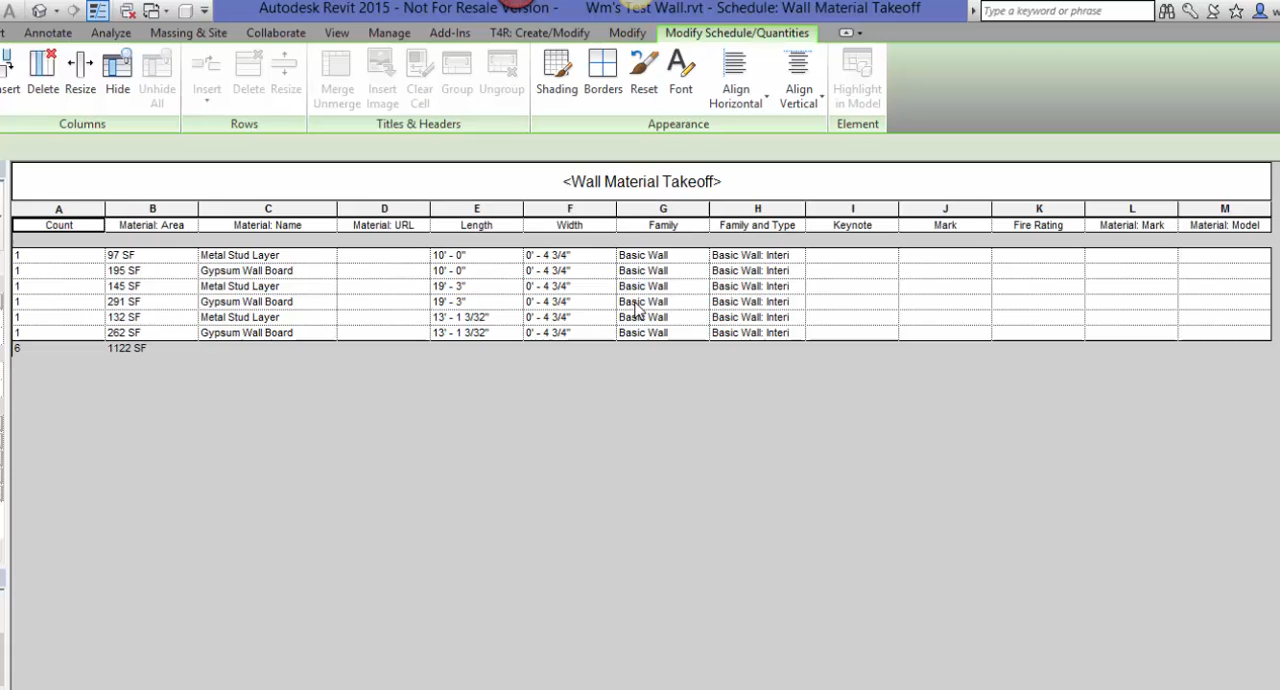 Autodesk Revit 2015 - Not For Resale Version - Wm's Test Wall.rvt - Schedule: Wall Material Takeoff
Type a keyword or phrase
Annotate Analyze Massing & Site Collaborate View Manage Add-Ins T4R: Create/Modify Modify Modify Schedule/Quantities
Delete Resize Hide Unhide All Insert Delete Resize Merge Unmerge Insert Image Clear Cell Group Ungroup Shading Borders Reset Font Align Horizontal Align Vertical Highlight in Model
Columns Rows Titles & Headers Appearance Element
<Wall Material Takeoff>
A B C D E F G H I J K L M
Count Material: Area Material: Name Material: URL Length Width Family Family and Type Keynote Mark Fire Rating Material: Mark Material: Model
1 97 SF Metal Stud Layer 10' - 0" 0' - 4 3/4" Basic Wall Basic Wall: Interi
1 195 SF Gypsum Wall Board 10' - 0" 0' - 4 3/4" Basic Wall Basic Wall: Interi
1 145 SF Metal Stud Layer 19' - 3" 0' - 4 3/4" Basic Wall Basic Wall: Interi
1 291 SF Gypsum Wall Board 19' - 3" 0' - 4 3/4" Basic Wall Basic Wall: Interi
1 132 SF Metal Stud Layer 13' - 1 3/32" 0' - 4 3/4" Basic Wall Basic Wall: Interi
1 262 SF Gypsum Wall Board 13' - 1 3/32" 0' - 4 3/4" Basic Wall Basic Wall: Interi
6 1122 SF